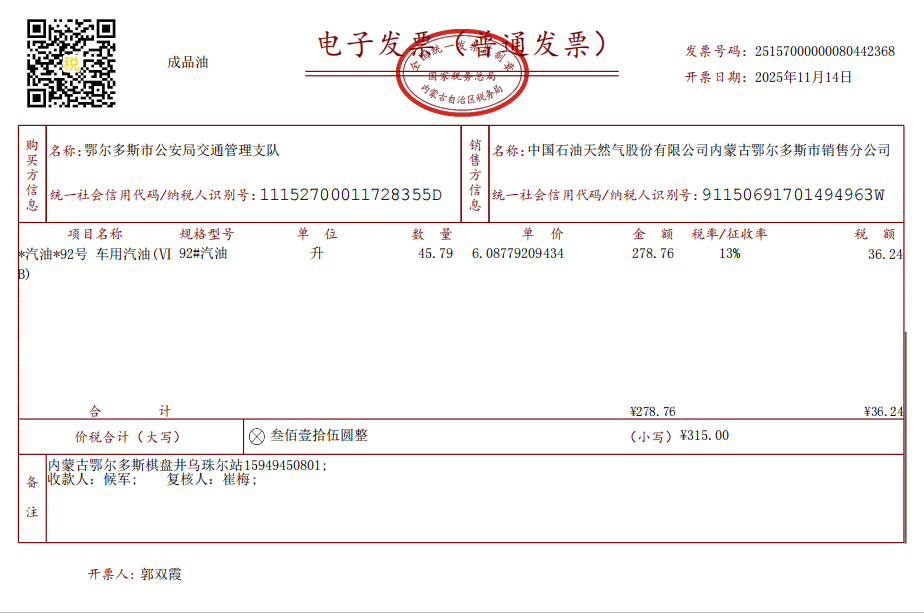 电子发票（普通发票）
税
成品油
全国统一发票监制章
国家税务总局
内蒙古自治区税务局
发票号码：25157000000080442368
开票日期：2025年11月14日
购买方信息
名称：鄂尔多斯市公安局交通管理支队
统一社会信用代码/纳税人识别号：11152700011728355D
销售方信息
名称：中国石油天然气股份有限公司内蒙古鄂尔多斯市销售分公司
统一社会信用代码/纳税人识别号：91150691701494963W
项目名称 规格型号 单 位 数 量 单 价 金 额 税率/征收率 税 额
*汽油*92号 车用汽油(VI 92#汽油 升 45.79 6.08779209434 278.76 13% 36.24
B)
合 计 ¥278.76 ¥36.24
价税合计（大写） ⊗ 叁佰壹拾伍圆整 （小写）¥315.00
备注
内蒙古鄂尔多斯棋盘井乌珠尔站15949450801;
收款人：候军; 复核人：崔梅;
开票人：郭双霞